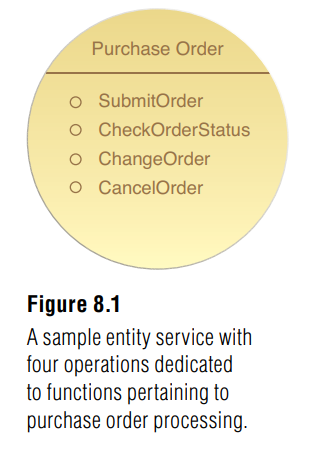 Purchase Order
SubmitOrder
CheckOrderStatus
ChangeOrder
CancelOrder
Figure 8.1
A sample entity service with
four operations dedicated
to functions pertaining to
purchase order processing.